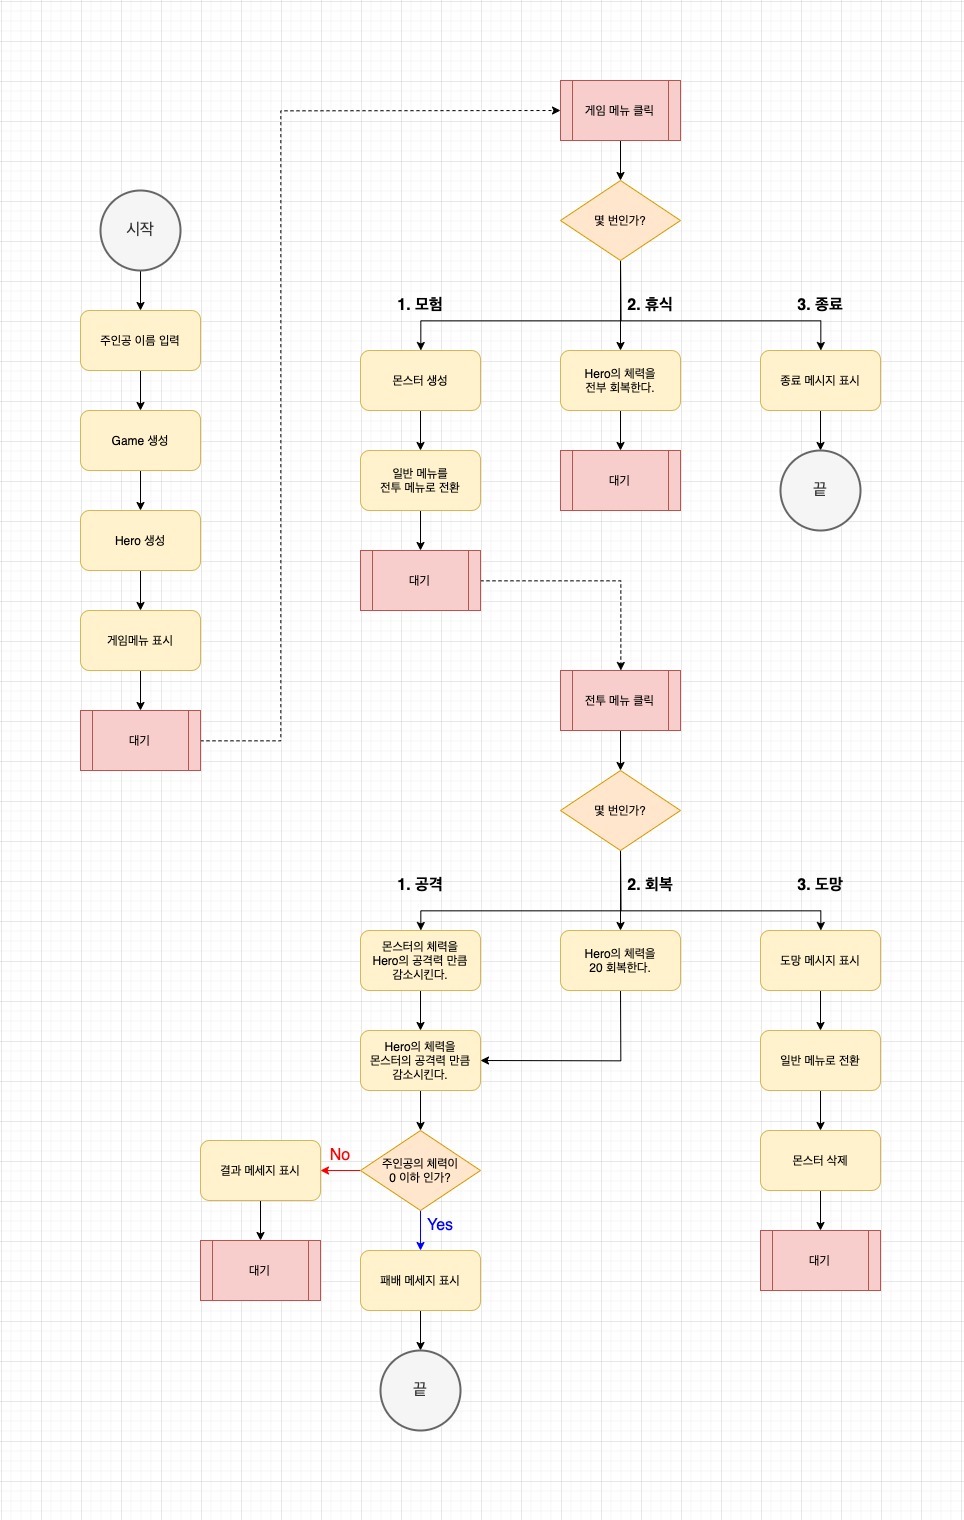 게임 메뉴 클릭
몇 번인가?
시작
1. 모험
2. 휴식
3. 종료
주인공 이름 입력
몬스터 생성
Hero의 체력을
전부 회복한다.
종료 메시지 표시
Game 생성
일반 메뉴를
전투 메뉴로 전환
대기
끝
Hero 생성
대기
게임메뉴 표시
전투 메뉴 클릭
대기
몇 번인가?
1. 공격
2. 회복
3. 도망
몬스터의 체력을
Hero의 공격력 만큼
감소시킨다.
Hero의 체력을
20 회복한다.
도망 메시지 표시
Hero의 체력을
몬스터의 공격력 만큼
감소시킨다.
일반 메뉴로 전환
No
결과 메세지 표시
주인공의 체력이
0 이하 인가?
몬스터 삭제
Yes
대기
패배 메세지 표시
대기
끝